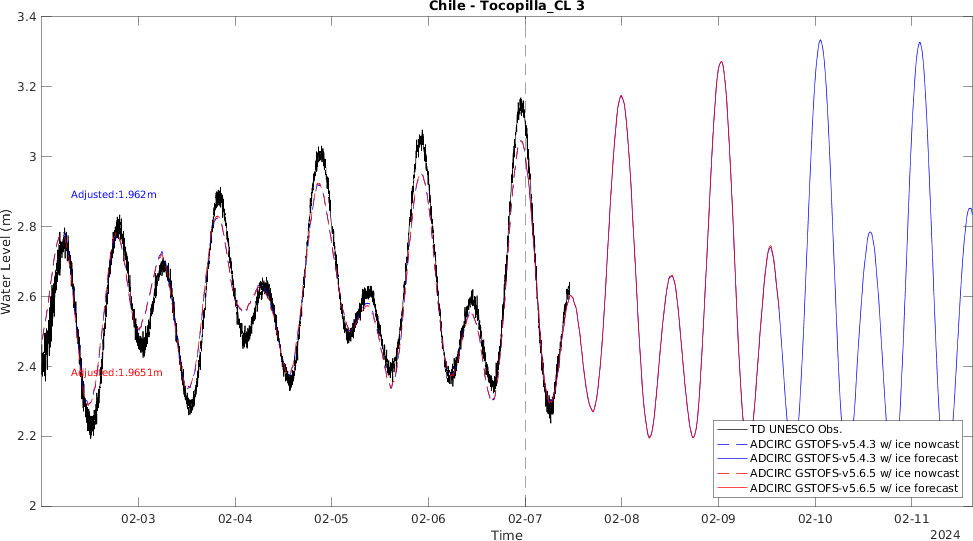 Chile - Tocopilla_CL 3
3.4
3.2
3
2.8
2.6
2.4
2.2
2
Water Level (m)
Adjusted:1.962m
Adjusted:1.9651m
TD UNESCO Obs.
ADCIRC GSTOFS-v5.4.3 w/ ice nowcast
ADCIRC GSTOFS-v5.4.3 w/ ice forecast
ADCIRC GSTOFS-v5.6.5 w/ ice nowcast
ADCIRC GSTOFS-v5.6.5 w/ ice forecast
02-03 02-04 02-05 02-06 02-07 02-08 02-09 02-10 02-11
Time
2024